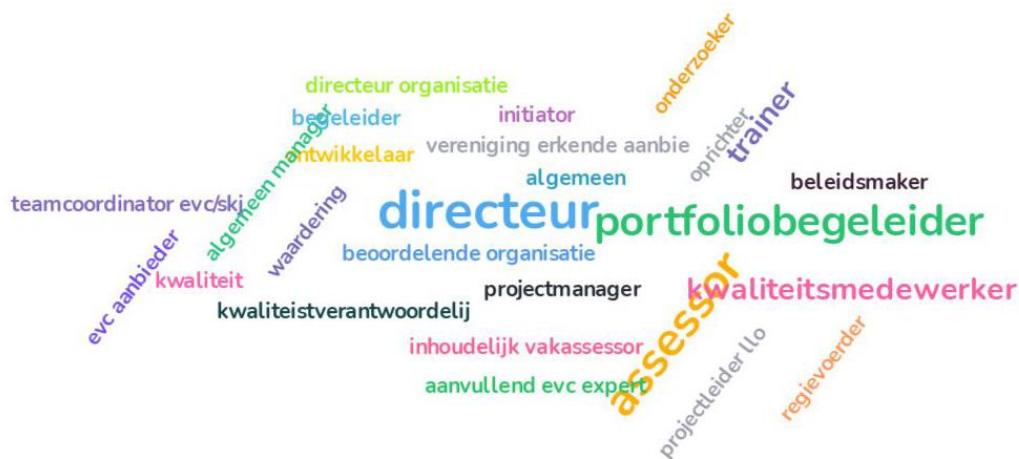 onderzoeker
directeur organisatie
trainer
begeleider
initiator
oprichter
algemeen manager
ontwikkelaar
vereniging erkende aanbie
algemeen
beleidsmaker
teamcoordinator evc/ski
waardering
directeur
portfoliobegeleider
evc aanbieder
kwaliteit
beoordelende organisatie
assessor
projectmanager
kwaliteitsmedewerker
kwaliteistverantwoordelij
inhoudelijk vakassessor
projectleider llo
regievoerder
aanvullend evc expert